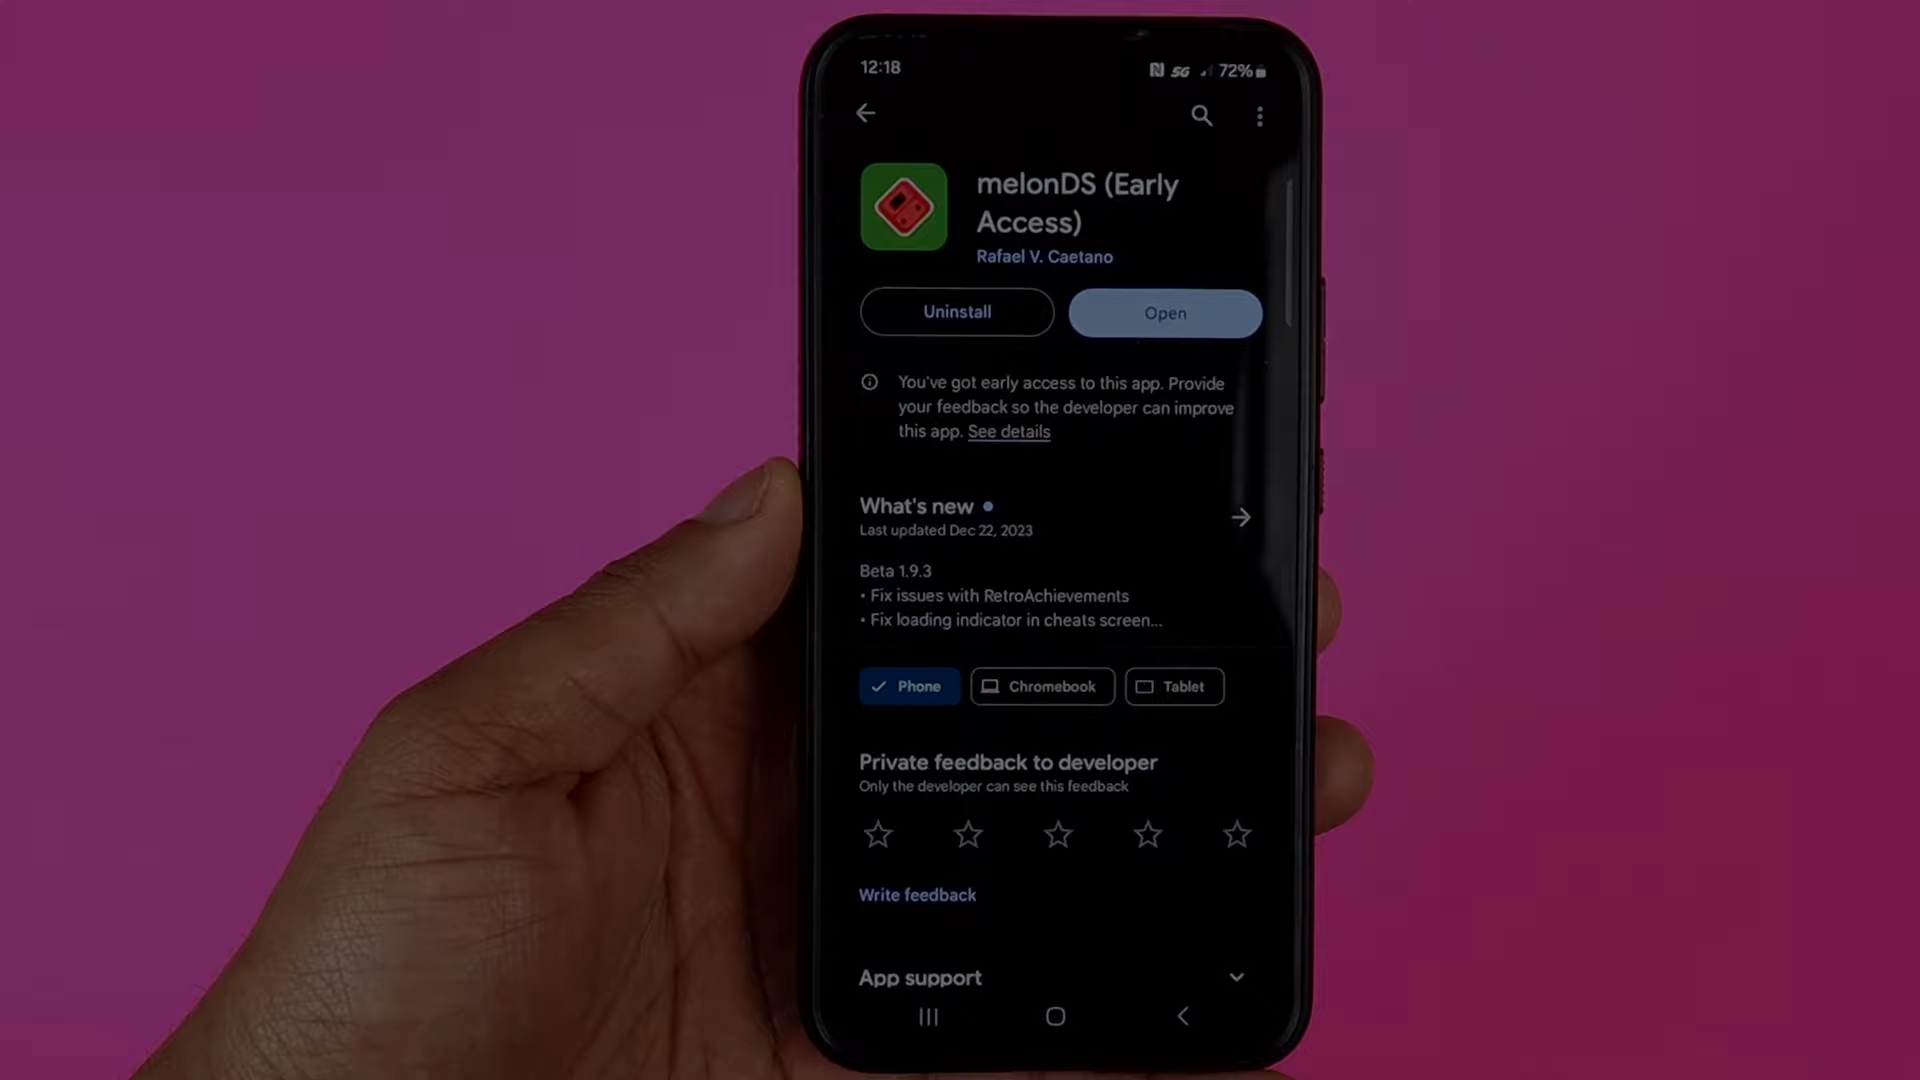 12:18
5G 72%
melonDS (Early
Access)
Rafael V. Caetano
Uninstall
Open
You've got early access to this app. Provide
your feedback so the developer can improve
this app. See details
What's new
Last updated Dec 22, 2023
Beta 1.9.3
• Fix issues with RetroAchievements
• Fix loading indicator in cheats screen...
Phone
Chromebook
Tablet
Private feedback to developer
Only the developer can see this feedback
Write feedback
App support